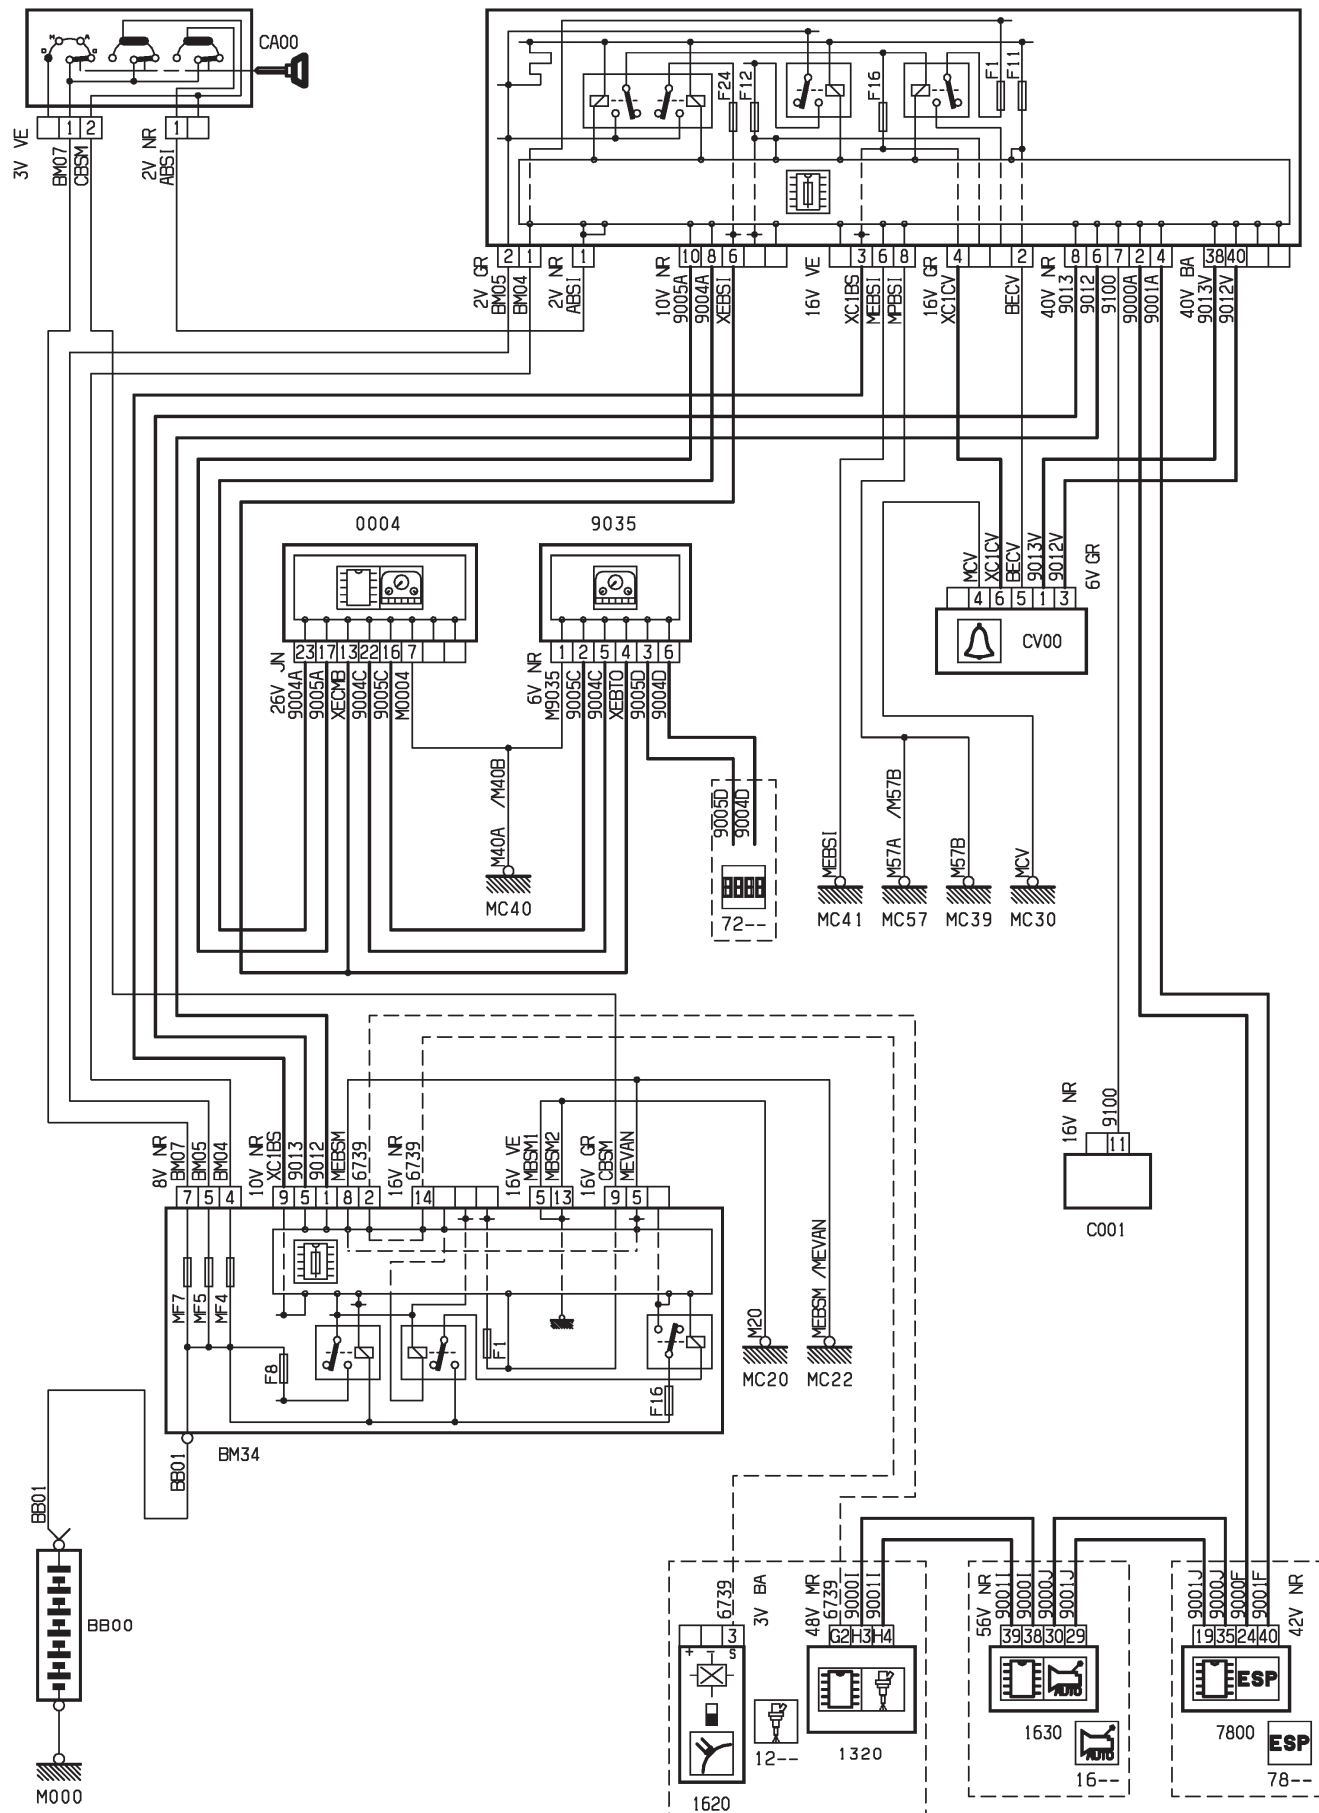 CA00
3V VE
1 2
BM07
CBSM
2V NR
1
ABSI
F24
F12
F16
F1
F11
2V GR
2 1
BM05
BM04
2V NR
1
ABSI
10V NR
10 8 6
9005A
9004A
XEBSI
16V VE
3 6 8
XC1BS
MEBSI
MPBSI
16V GR
4 2
XC1CV
BECV
40V NR
8 6 7 2 4
9013
9012
9100
9000A
9001A
40V BA
38 40
9013V
9012V
0004
26V JN
23 17 13 22 16 7
9004A
9005A
XECMB
9004C
9005C
M0004
9035
6V NR
1 2 5 4 3 6
M9035
9005C
9004C
XEBTO
9005D
9004D
MCV
XC1CV
BECV
9013V
9012V
6V GR
4 6 5 1 3
CV00
M40A /M40B
MC40
9005D
9004D
72--
MEBSI
MC41
M57A /M57B
MC57
M57B
MC39
MCV
MC30
16V NR
9100
11
C001
8V NR
BM07
BM05
BM04
7 5 4
10V NR
XC1BS
9013
9012
MEBSM
6739
9 5 1 8 2
16V NR
6739
14
16V VE
MBSM1
MBSM2
5 13
16V GR
CBSM
MEVAN
9 5
MF7
MF5
MF4
F8
F1
F16
BM34
M20
MC20
MEBSM /MEVAN
MC22
BB01
BB01
BB00
M000
6739
3V BA
3
+ - S
1620
12--
48V MR
6739
9000I
9001I
G2 H3 H4
1320
56V NR
9001I
9000I
9000J
9001J
39 38 30 29
AUTO
1630
AUTO
16--
9001J
9000J
9000F
9001F
42V NR
19 35 24 40
ESP
7800
ESP
78--